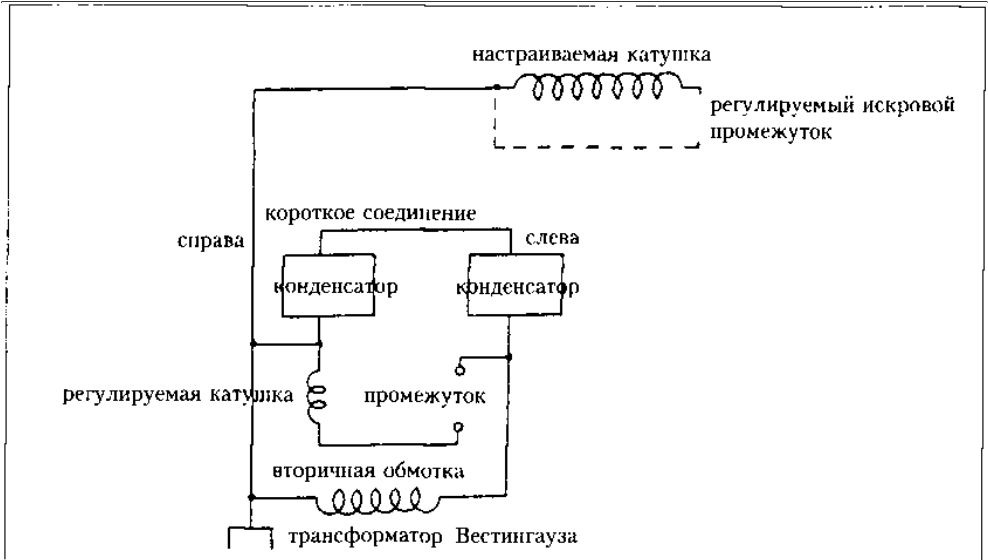 настраиваемая катушка
регулируемый искровой
промежуток
короткое соединение
справа
слева
конденсатор
конденсатор
регулируемая катушка
промежуток
вторичная обмотка
трансформатор Вестингауза